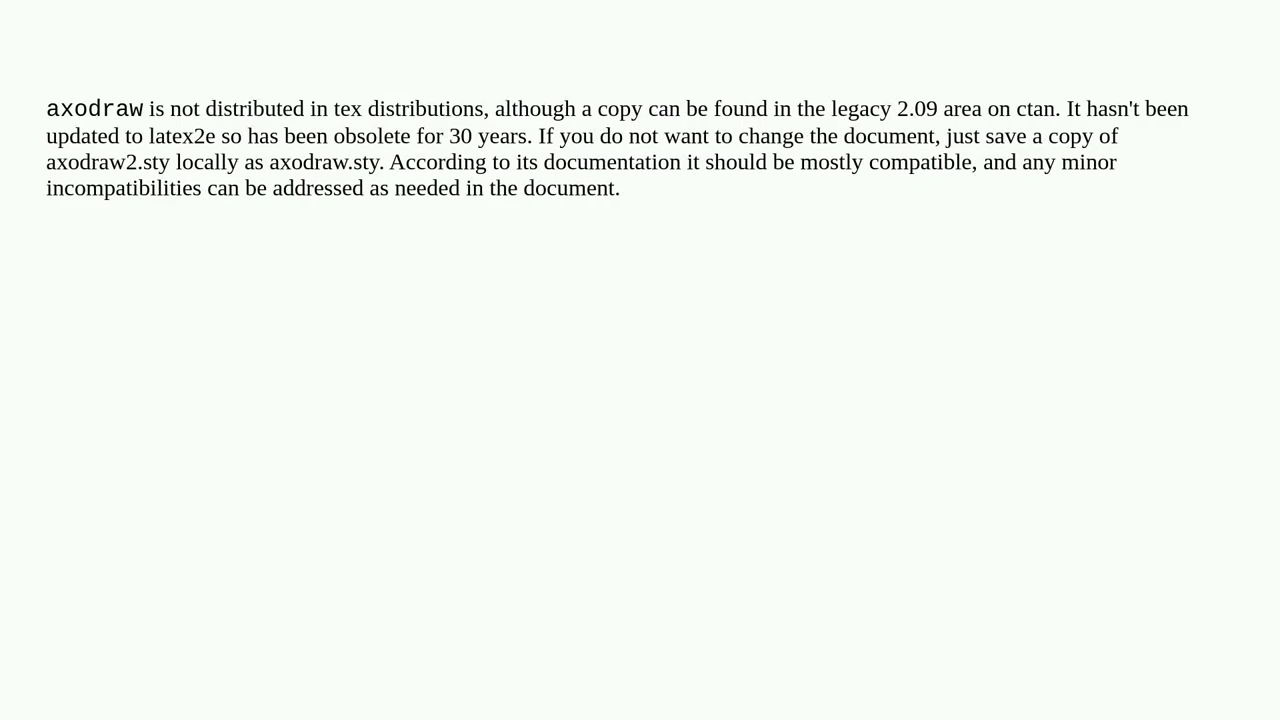 axodraw is not distributed in tex distributions, although a copy can be found in the legacy 2.09 area on ctan. It hasn't been
updated to latex2e so has been obsolete for 30 years. If you do not want to change the document, just save a copy of
axodraw2.sty locally as axodraw.sty. According to its documentation it should be mostly compatible, and any minor
incompatibilities can be addressed as needed in the document.